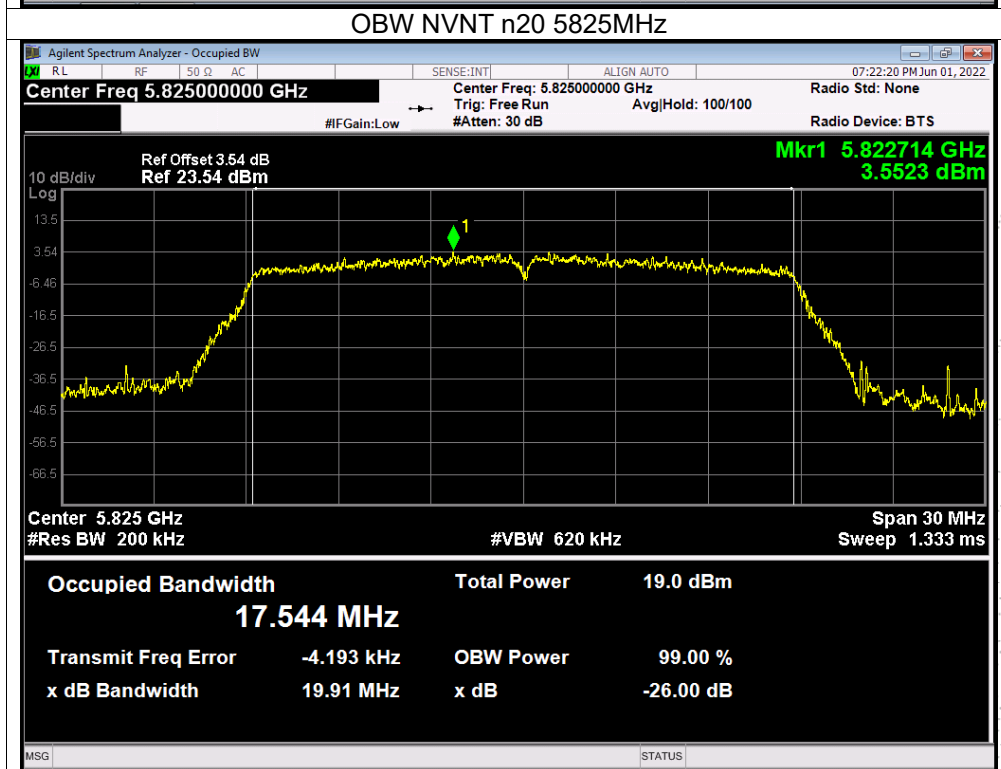 OBW NVNT n20 5825MHz
Agilent Spectrum Analyzer - Occupied BW
LXI RL RF 50 Ω AC SENSE:INT ALIGN AUTO 07:22:20 PM Jun 01, 2022
Center Freq 5.825000000 GHz Center Freq: 5.825000000 GHz Radio Std: None
Trig: Free Run Avg|Hold: 100/100
#IFGain:Low #Atten: 30 dB Radio Device: BTS
Ref Offset 3.54 dB Mkr1 5.822714 GHz
10 dB/div Ref 23.54 dBm 3.5523 dBm
Log
13.5
1
3.54
-6.46
-16.5
-26.5
-36.5
-46.5
-56.5
-66.5
Center 5.825 GHz Span 30 MHz
#Res BW 200 kHz #VBW 620 kHz Sweep 1.333 ms
Occupied Bandwidth Total Power 19.0 dBm
17.544 MHz
Transmit Freq Error -4.193 kHz OBW Power 99.00 %
x dB Bandwidth 19.91 MHz x dB -26.00 dB
MSG STATUS